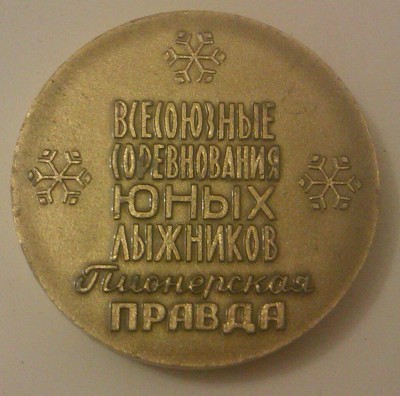 ВСЕСОЮЗНЫЕ
СОРЕВНОВАНИЯ
ЮНЫХ
ЛЫЖНИКОВ
Пионерская
ПРАВДА